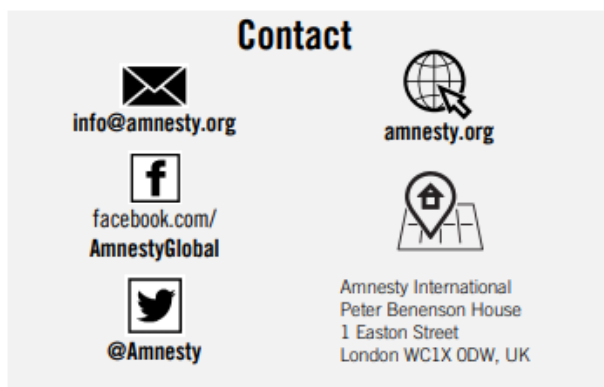 Contact
info@amnesty.org
facebook.com/
AmnestyGlobal
@Amnesty
amnesty.org
Amnesty International
Peter Benenson House
1 Easton Street
London WC1X 0DW, UK